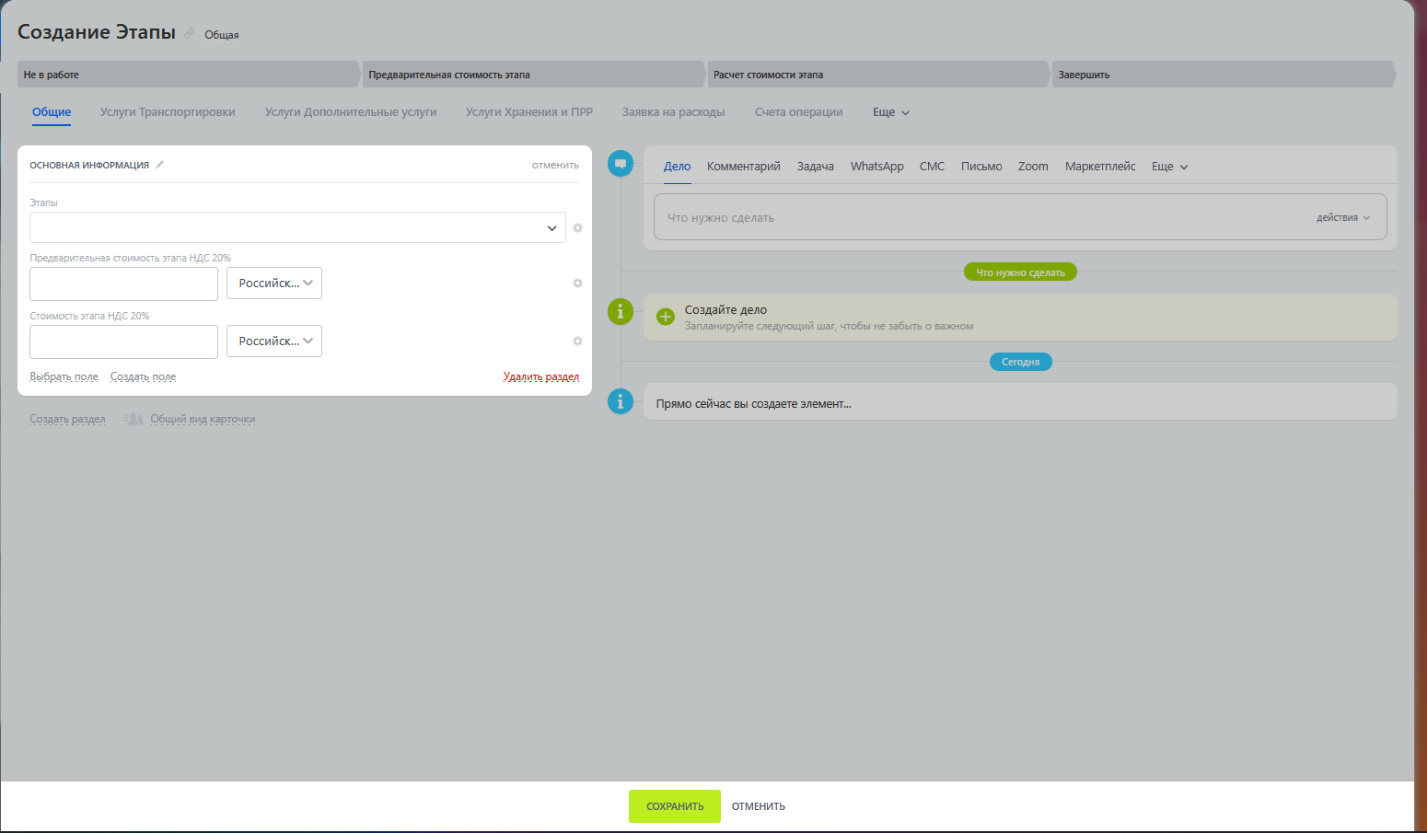 Создание Этапы Общая
Не в работе Предварительная стоимость этапа Расчет стоимости этапа Завершить
Общие Услуги Транспортировки Услуги Дополнительные услуги Услуги Хранения и ПРР Заявка на расходы Счета операции Еще
ОСНОВНАЯ ИНФОРМАЦИЯ ОТМЕНИТЬ
Этапы
Предварительная стоимость этапа НДС 20%
Российск...
Стоимость этапа НДС 20%
Российск...
Выбрать поле Создать поле Удалить раздел
Создать раздел Общий вид карточки
Дело Комментарий Задача WhatsApp СМС Письмо Zoom Маркетплейс Еще
Что нужно сделать действия
Что нужно сделать
Создайте дело
Запланируйте следующий шаг, чтобы не забыть о важном
Сегодня
Прямо сейчас вы создаете элемент...
СОХРАНИТЬ ОТМЕНИТЬ